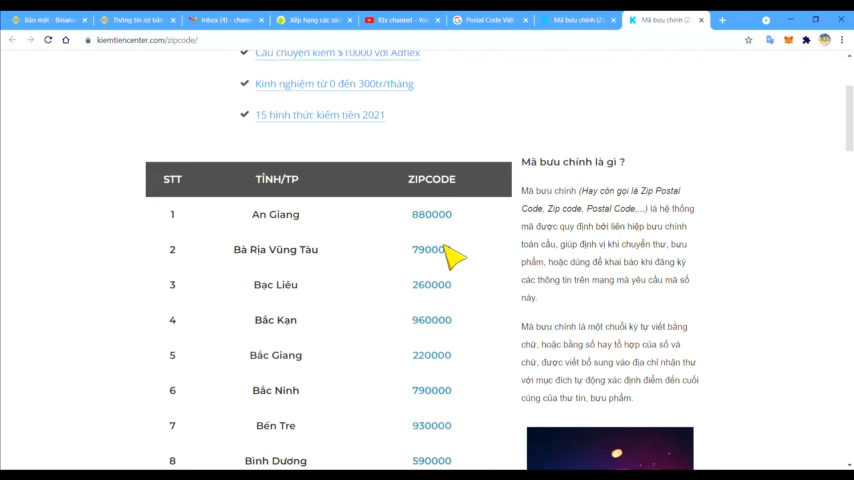 Bảo mật - Binanc
Thông tin cơ bản
Inbox (4) - chann
Xếp hạng các sàn
Ktv channel - You
Postal Code Việt
Mã bưu chính (Z
Mã bưu chính (Z
kiemtiencenter.com/zipcode/
Câu chuyện kiếm $10000 với Adflex
Kinh nghiệm từ 0 đến 300tr/tháng
15 hình thức kiếm tiền 2021
STT TỈNH/TP ZIPCODE
1 An Giang 880000
2 Bà Rịa Vũng Tàu 79000
3 Bạc Liêu 260000
4 Bắc Kạn 960000
5 Bắc Giang 220000
6 Bắc Ninh 790000
7 Bến Tre 930000
8 Bình Dương 590000
Mã bưu chính là gì ?
Mã bưu chính (Hay còn gọi là Zip Postal
Code, Zip code, Postal Code,...) là hệ thống
mã được quy định bởi liên hiệp bưu chính
toàn cầu, giúp định vị khi chuyển thư, bưu
phẩm, hoặc dùng để khai báo khi đăng ký
các thông tin trên mạng mà yêu cầu mã số
này.
Mã bưu chính là một chuỗi ký tự viết bằng
chữ, hoặc bằng số hay tổ hợp của số và
chữ, được viết bổ sung vào địa chỉ nhận thư
với mục đích tự động xác định điểm đến cuối
cùng của thư tín, bưu phẩm.